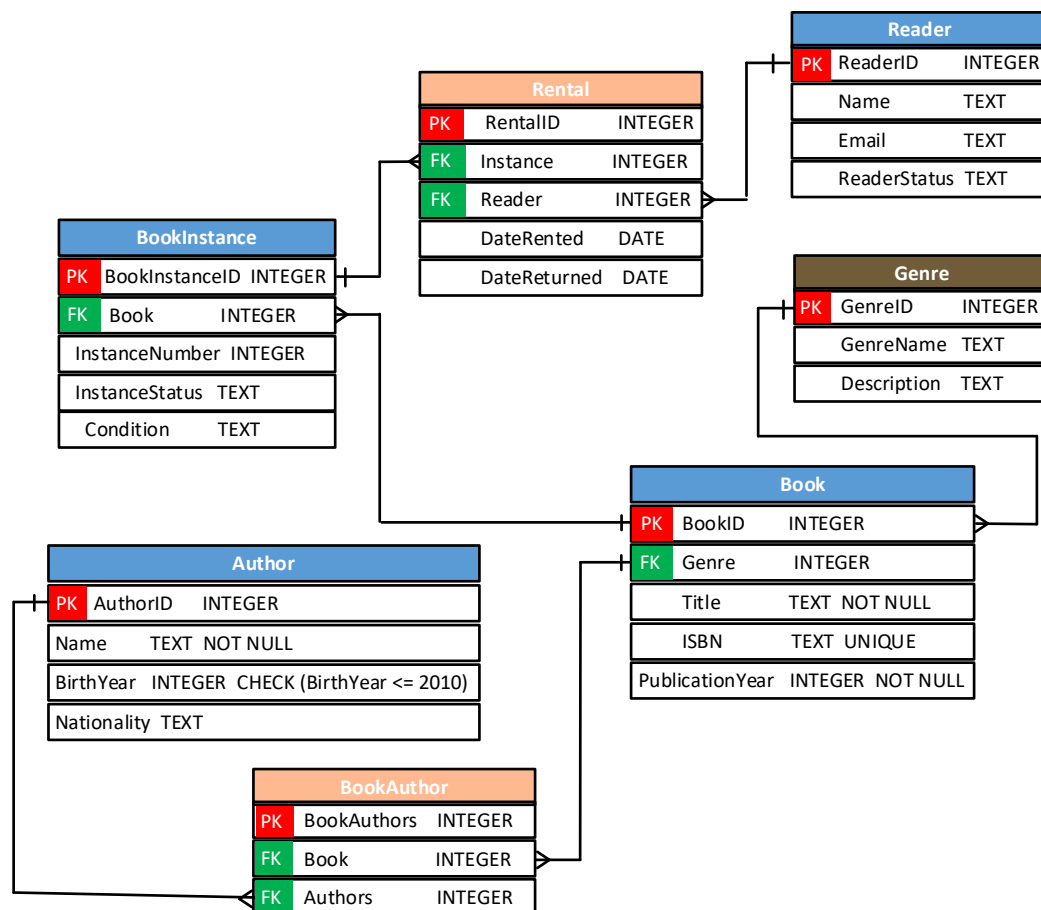 Reader
PK ReaderID INTEGER
Name TEXT
Email TEXT
ReaderStatus TEXT
Rental
PK RentalID INTEGER
FK Instance INTEGER
FK Reader INTEGER
DateRented DATE
DateReturned DATE
BookInstance
PK BookInstanceID INTEGER
FK Book INTEGER
InstanceNumber INTEGER
InstanceStatus TEXT
Condition TEXT
Genre
PK GenreID INTEGER
GenreName TEXT
Description TEXT
Book
PK BookID INTEGER
FK Genre INTEGER
Title TEXT NOT NULL
ISBN TEXT UNIQUE
PublicationYear INTEGER NOT NULL
Author
PK AuthorID INTEGER
Name TEXT NOT NULL
BirthYear INTEGER CHECK (BirthYear <= 2010)
Nationality TEXT
BookAuthor
PK BookAuthors INTEGER
FK Book INTEGER
FK Authors INTEGER